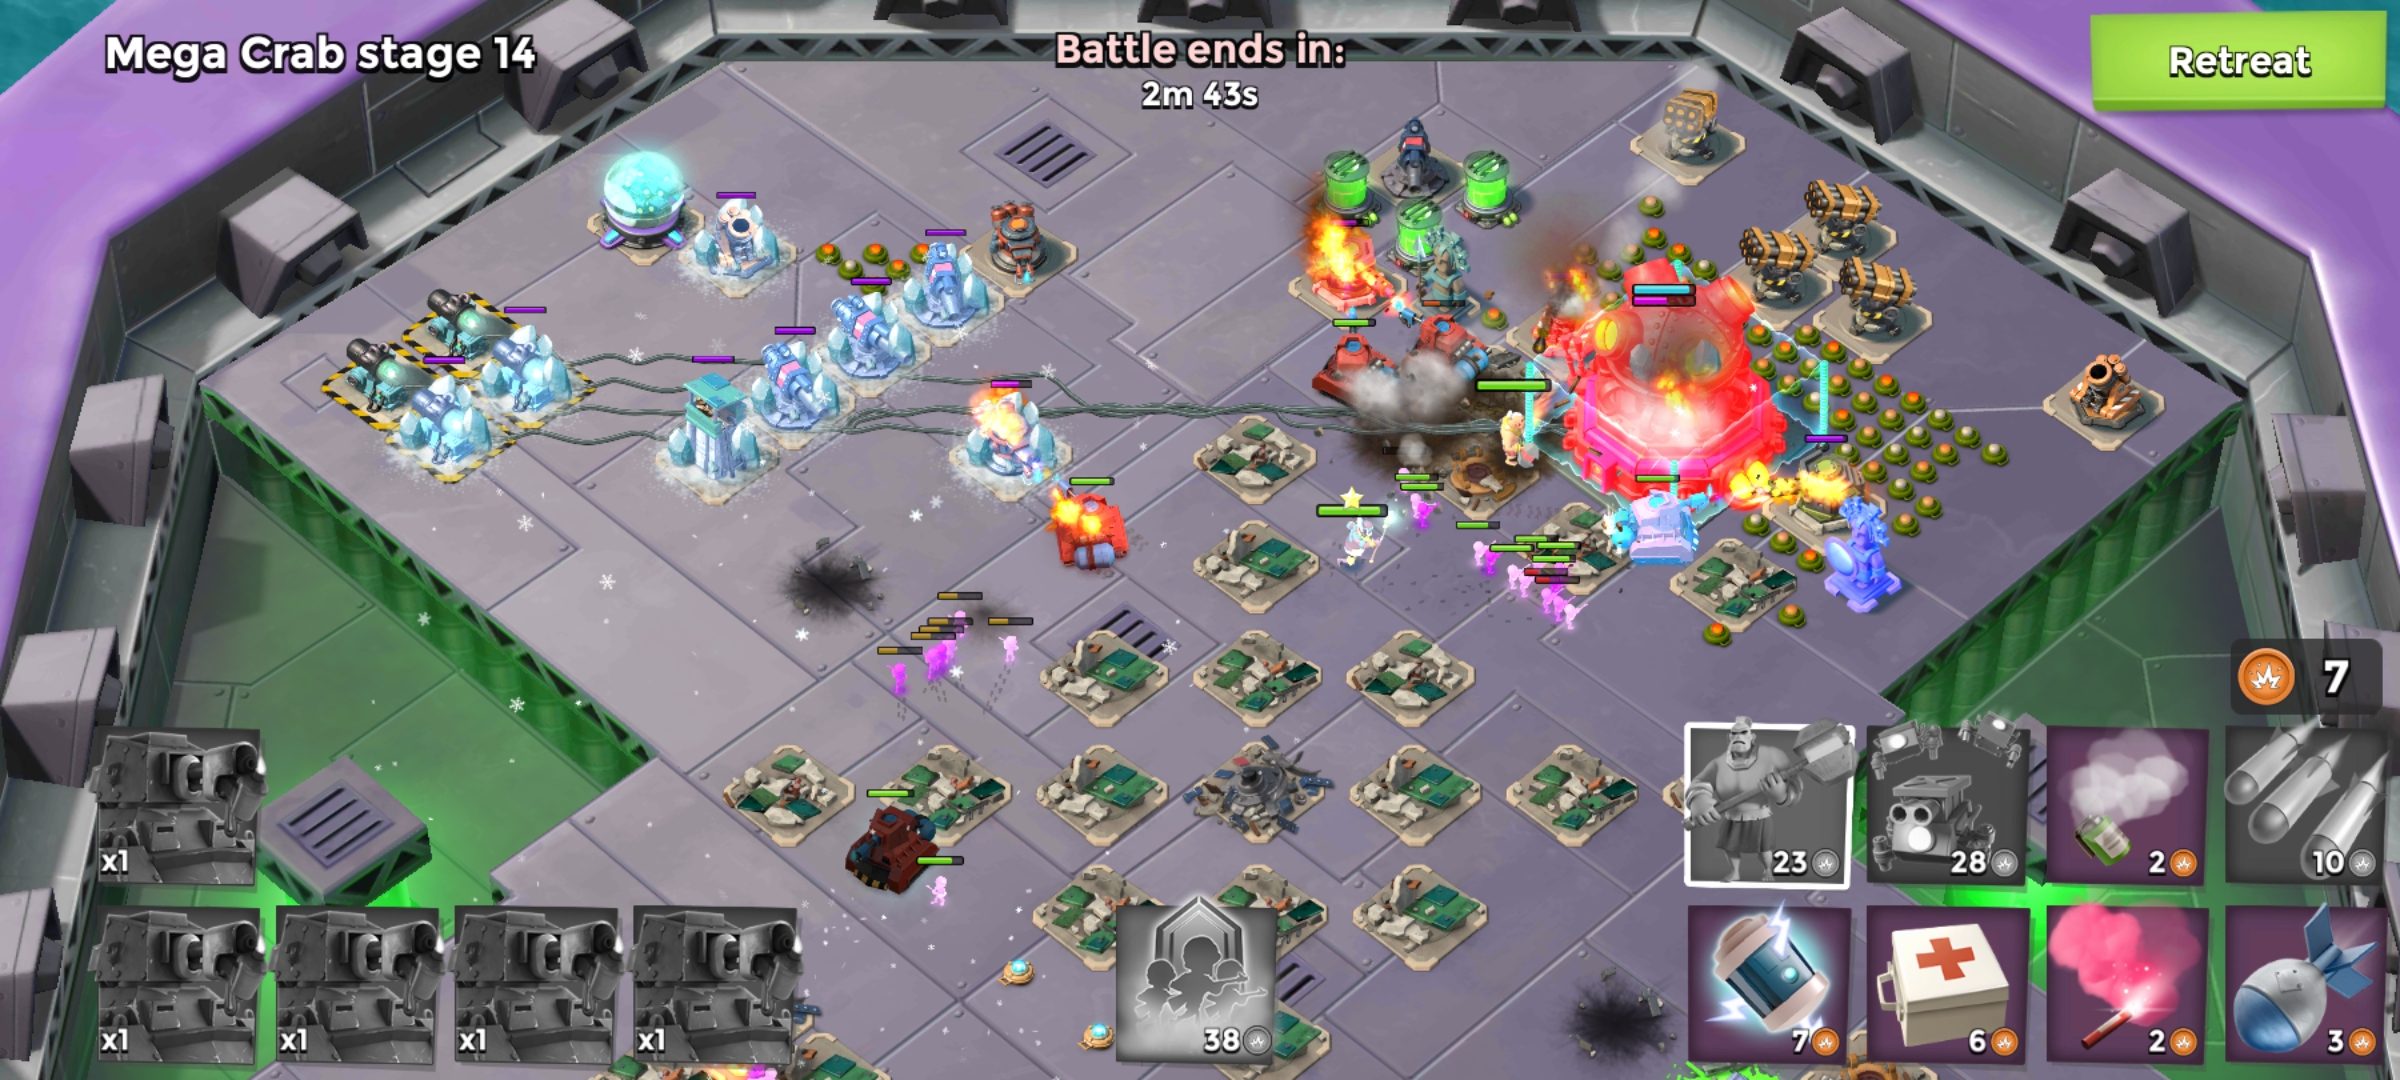 Mega Crab stage 14
Battle ends in:
2m 43s
Retreat
7
23
28
2
10
x1
x1
x1
x1
x1
38
7
6
2
3